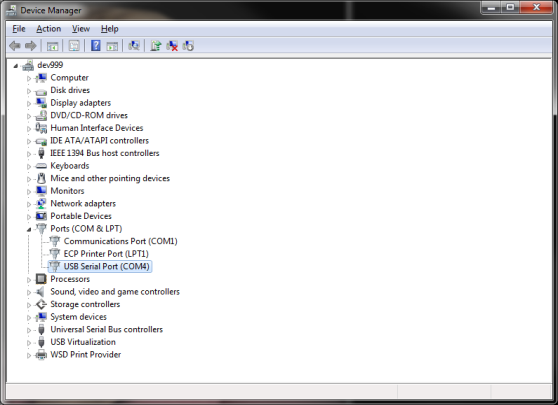 Device Manager
File Action View Help
dev999
Computer
Disk drives
Display adapters
DVD/CD-ROM drives
Human Interface Devices
IDE ATA/ATAPI controllers
IEEE 1394 Bus host controllers
Keyboards
Mice and other pointing devices
Monitors
Network adapters
Portable Devices
Ports (COM & LPT)
Communications Port (COM1)
ECP Printer Port (LPT1)
USB Serial Port (COM4)
Processors
Sound, video and game controllers
Storage controllers
System devices
Universal Serial Bus controllers
USB Virtualization
WSD Print Provider